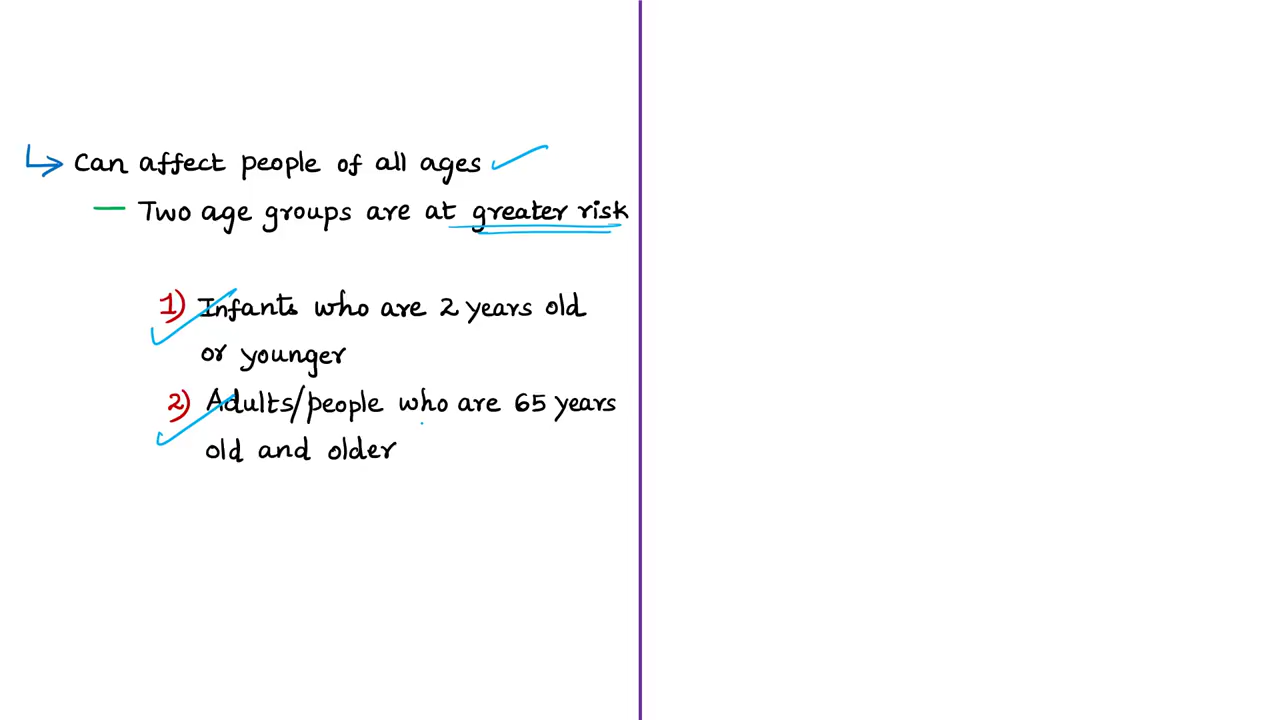 Can affect people of all ages
— Two age groups are at greater risk
1) Infants who are 2 years old
or younger
2) Adults/people who are 65 years
old and older